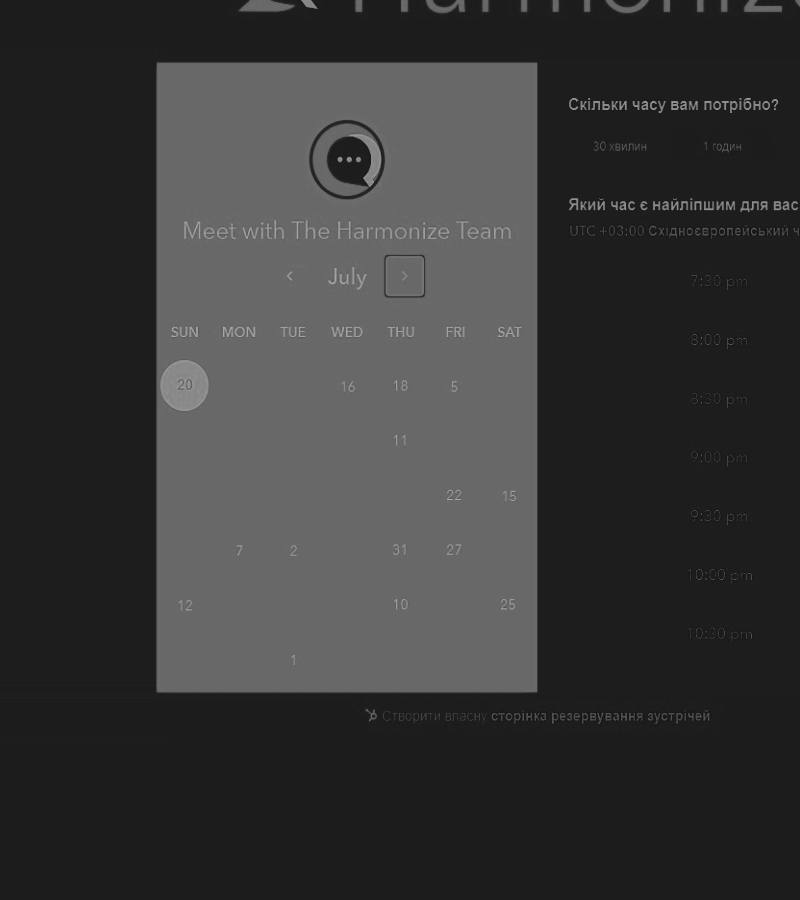 Harmonize
Meet with The Harmonize Team
July
SUN MON TUE WED THU FRI SAT
20 16 18 5
11
22 15
7 2 31 27
12 10 25
1
Скільки часу вам потрібно?
30 хвилин 1 годин
Який час є найліпшим для вас
UTC +03:00 Східноєвропейський ч
7:30 pm
8:00 pm
8:30 pm
9:00 pm
9:30 pm
10:00 pm
10:30 pm
Створити власну сторінка резервування зустрічей